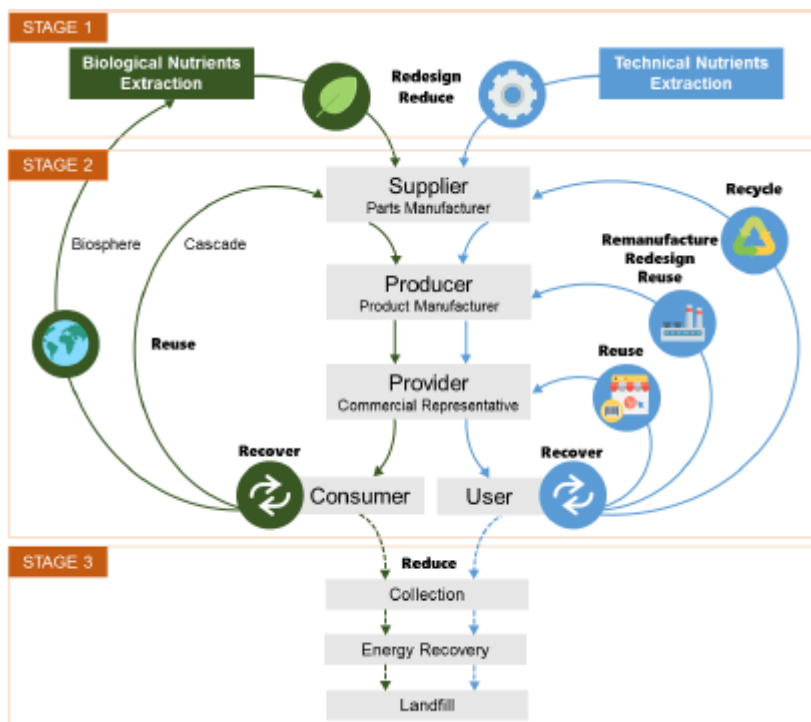 STAGE 1
Biological Nutrients
Extraction
Redesign
Reduce
Technical Nutrients
Extraction
STAGE 2
Supplier
Parts Manufacturer
Recycle
Biosphere
Cascade
Remanufacture
Redesign
Reuse
Producer
Product Manufacturer
Reuse
Reuse
Provider
Commercial Representative
Recover
Recover
Consumer
User
STAGE 3
Reduce
Collection
Energy Recovery
Landfill